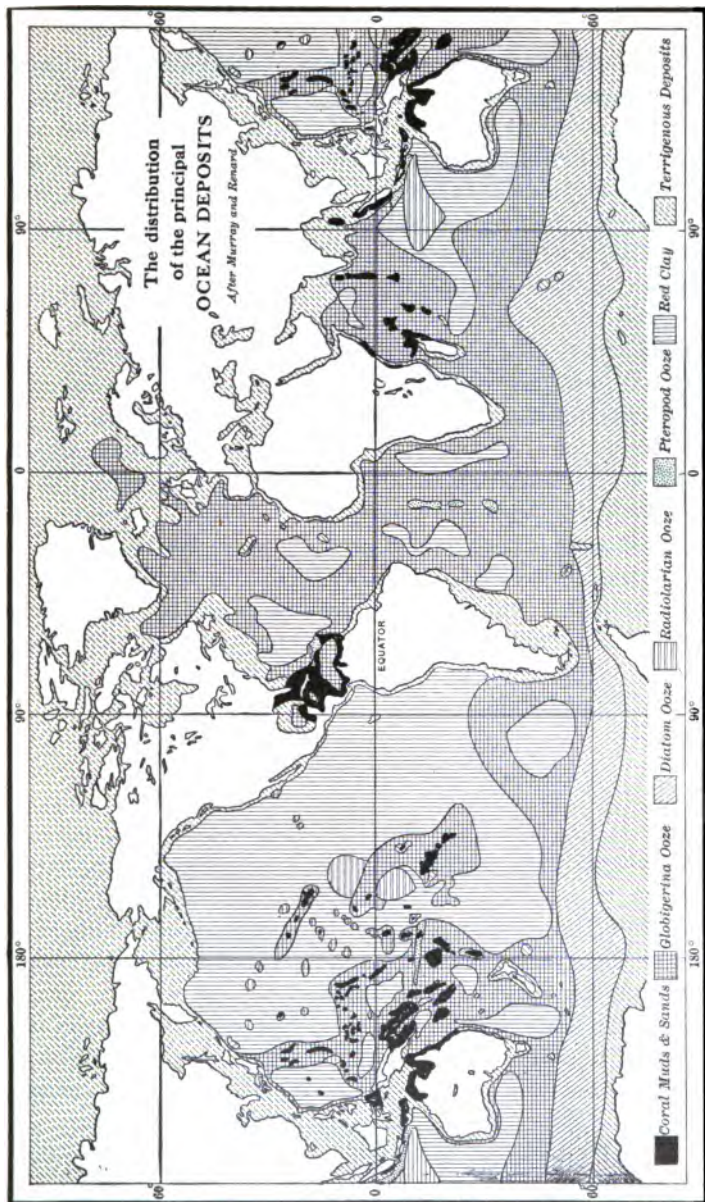 180°
90°
0
90°
60
60
The distribution
of the principal
OCEAN DEPOSITS
After Murray and Renard
0
EQUATOR
0
60
60
Coral Muds & Sands
Globigerina Ooze
Diatom Ooze
Radiolarian Ooze
Pteropod Ooze
Red Clay
Terrigenous Deposits
180°
90°
0
90°